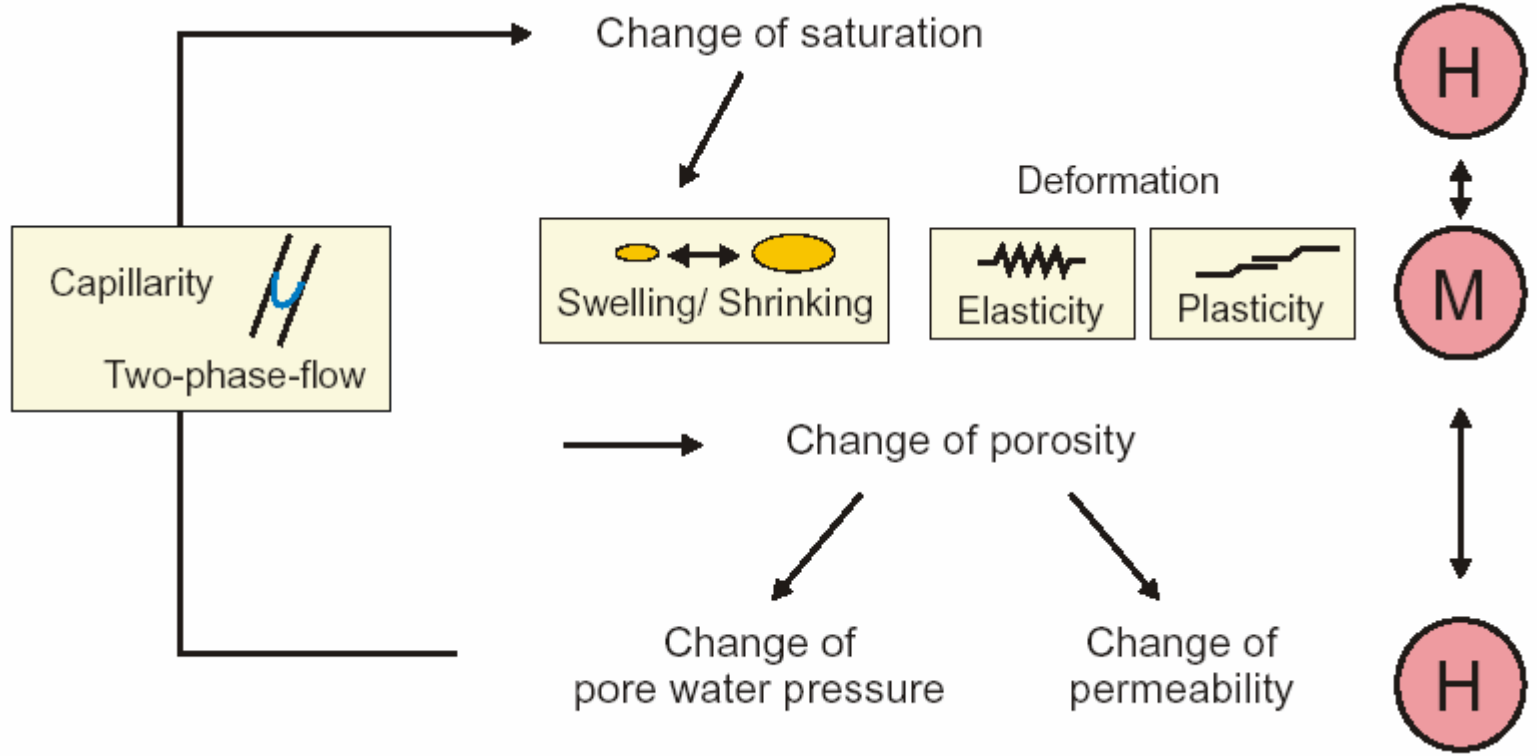 Change of saturation
H
Deformation
Capillarity
Two-phase-flow
Swelling/ Shrinking
Elasticity
Plasticity
M
Change of porosity
Change of
pore water pressure
Change of
permeability
H